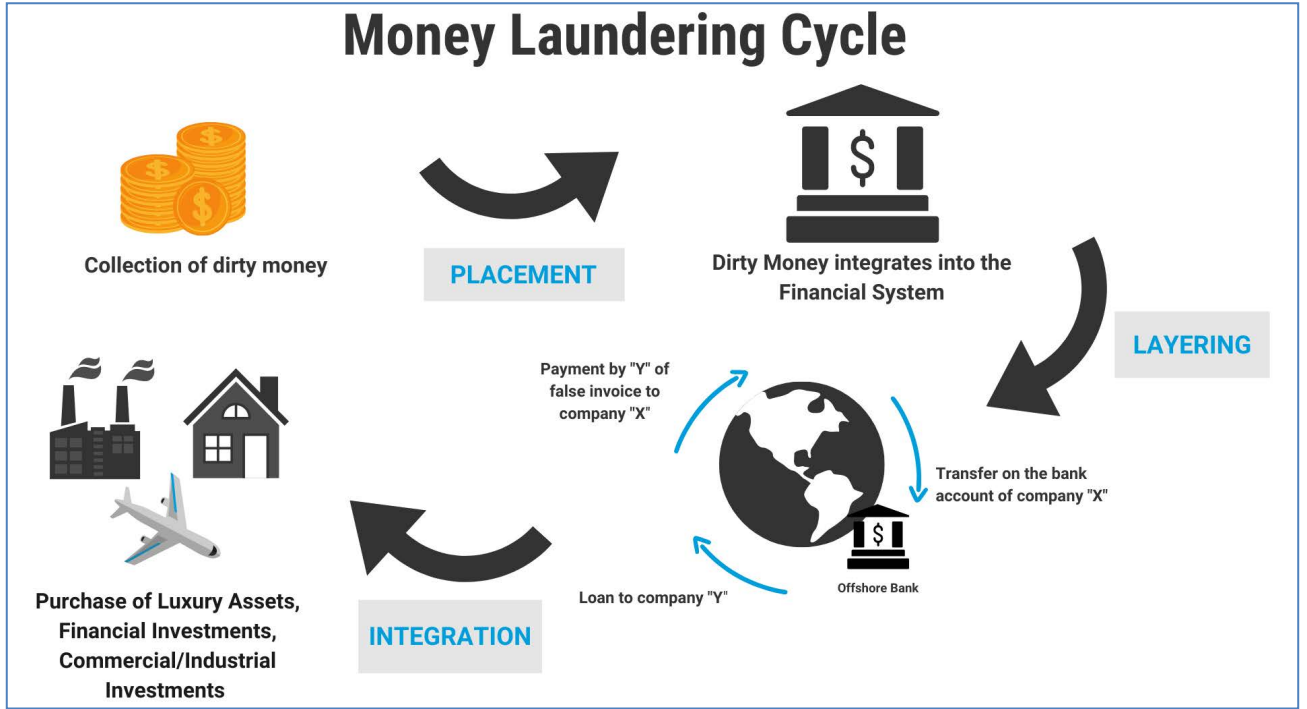 Money Laundering Cycle
Collection of dirty money
PLACEMENT
Dirty Money integrates into the
Financial System
LAYERING
Payment by "Y" of
false invoice to
company "X"
Transfer on the bank
account of company "X"
Offshore Bank
Loan to company "Y"
INTEGRATION
Purchase of Luxury Assets,
Financial Investments,
Commercial/Industrial
Investments